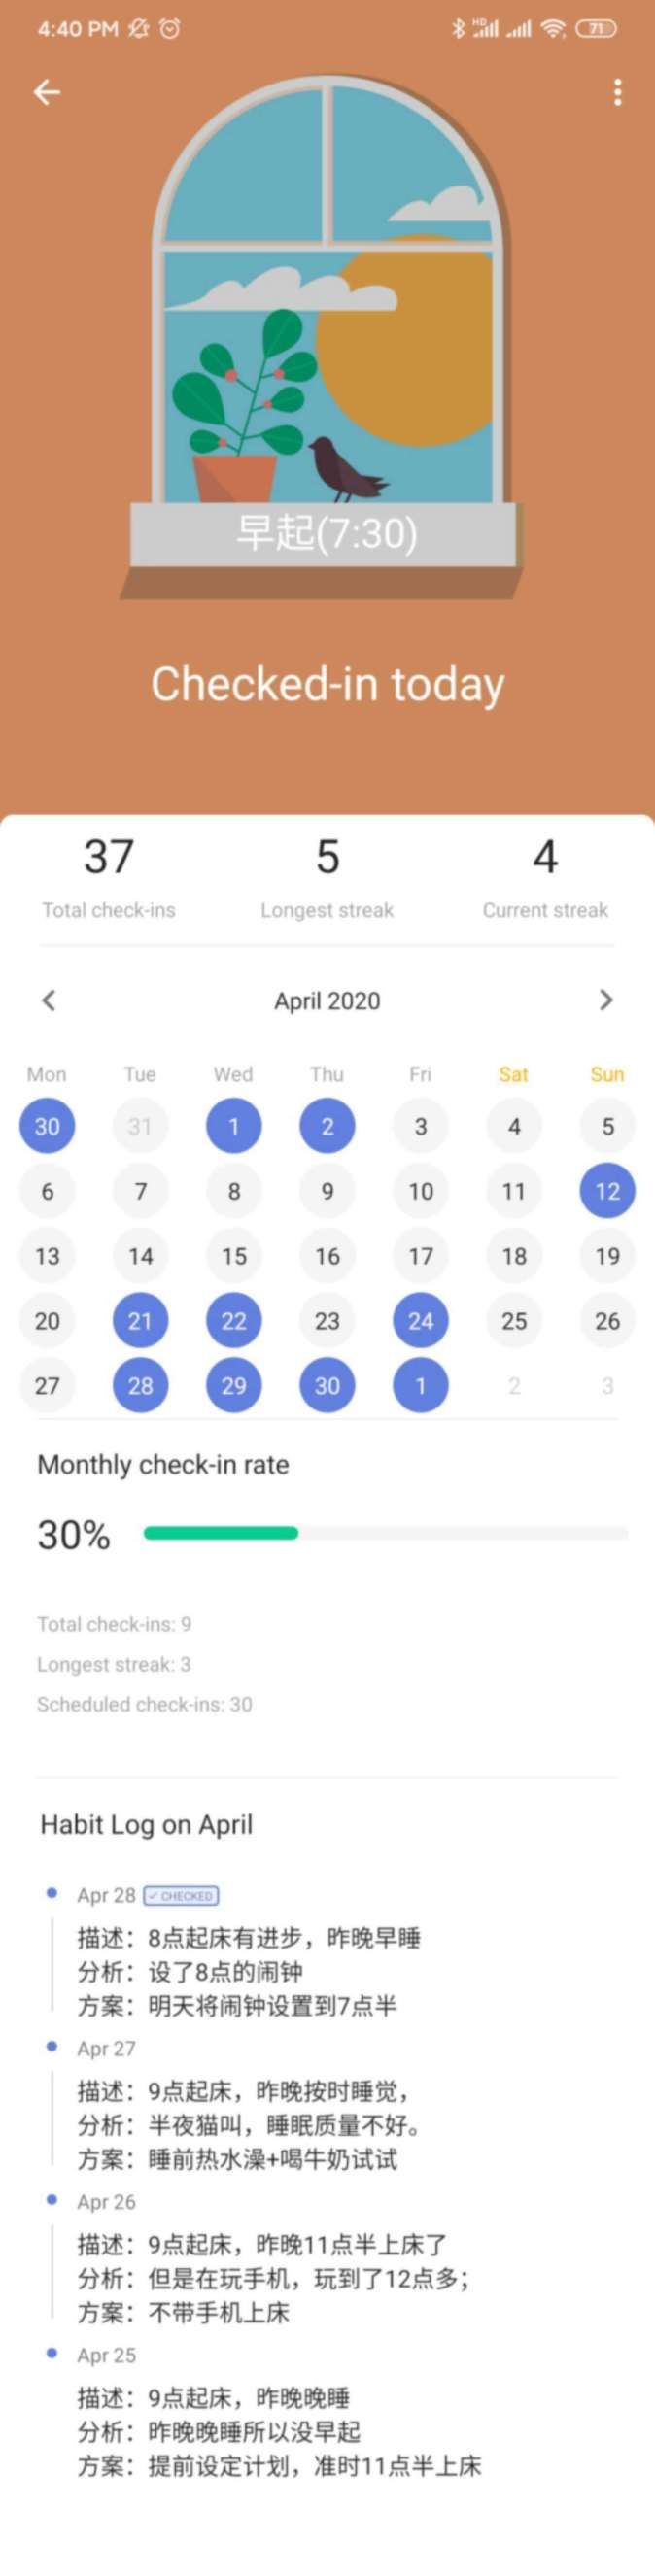 4:40 PM
HD
71
早起(7:30)
Checked-in today
37 5 4
Total check-ins Longest streak Current streak
April 2020
Mon Tue Wed Thu Fri Sat Sun
30 31 1 2 3 4 5
6 7 8 9 10 11 12
13 14 15 16 17 18 19
20 21 22 23 24 25 26
27 28 29 30 1 2 3
Monthly check-in rate
30%
Total check-ins: 9
Longest streak: 3
Scheduled check-ins: 30
Habit Log on April
Apr 28 CHECKED
描述：8点起床有进步，昨晚早睡
分析：设了8点的闹钟
方案：明天将闹钟设置到7点半
Apr 27
描述：9点起床，昨晚按时睡觉，
分析：半夜猫叫，睡眠质量不好。
方案：睡前热水澡+喝牛奶试试
Apr 26
描述：9点起床，昨晚11点半上床了
分析：但是在玩手机，玩到了12点多；
方案：不带手机上床
Apr 25
描述：9点起床，昨晚晚睡
分析：昨晚晚睡所以没早起
方案：提前设定计划，准时11点半上床